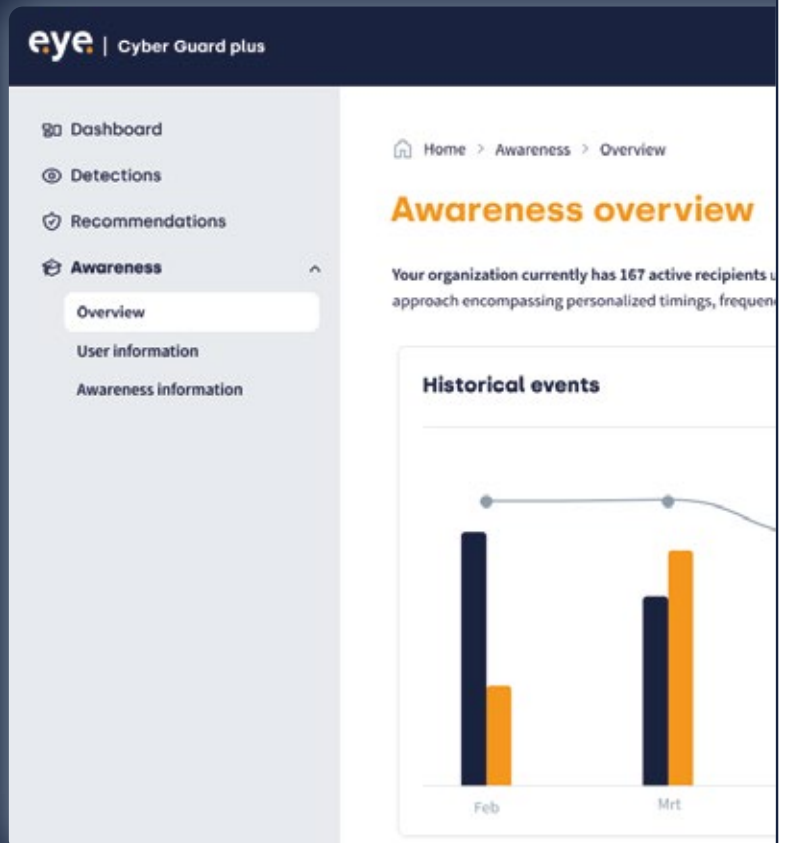 eye. | Cyber Guard plus
Dashboard
Detections
Recommendations
Awareness
Overview
User information
Awareness information
Home > Awareness > Overview
Awareness overview
Your organization currently has 167 active recipients
approach encompassing personalized timings,
Historical events
Feb
Mrt